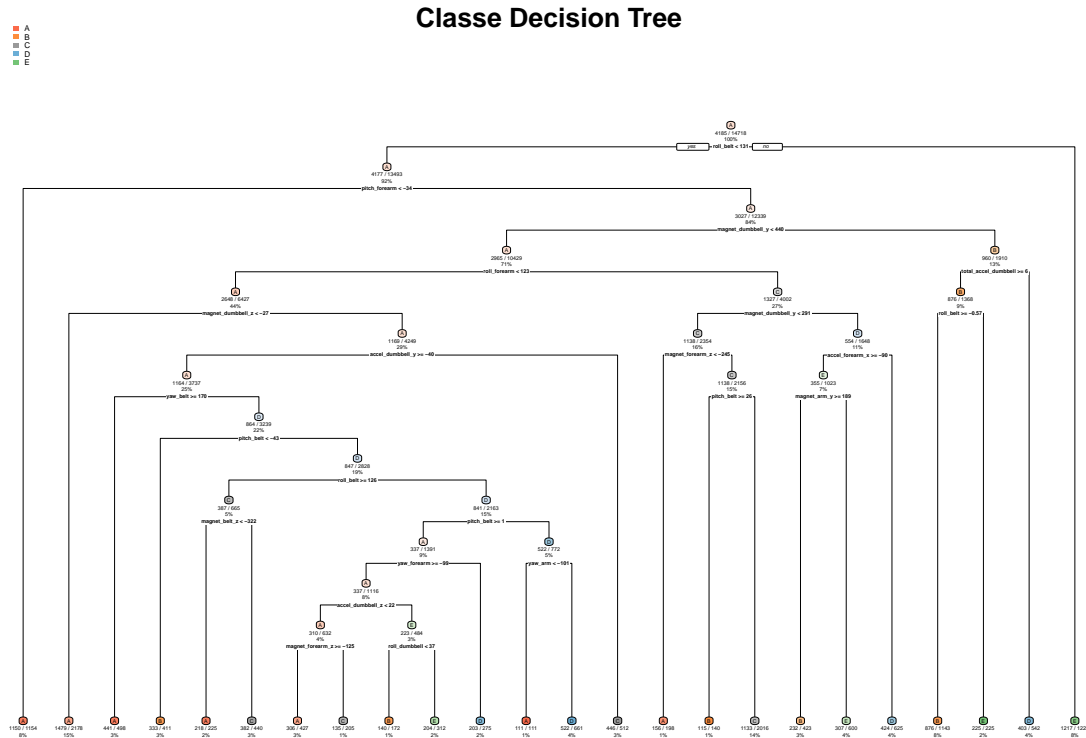 Classe Decision Tree
A
B
C
D
E
A
4185 / 14718
100%
yes roll_belt < 131 no
A
4177 / 13493
92%
pitch_forearm < −34
A
3027 / 12339
84%
magnet_dumbbell_y < 440
A B
2965 / 10429 960 / 1910
71% 13%
roll_forearm < 123 total_accel_dumbbell >= 6
A C B
2648 / 6427 1327 / 4002 876 / 1368
44% 27% 9%
magnet_dumbbell_z < −27 magnet_dumbbell_y < 291 roll_belt >= −0.57
A C D
1169 / 4249 1138 / 2354 554 / 1648
29% 16% 11%
accel_dumbbell_y >= −40 magnet_forearm_z < −245 accel_forearm_x >= −90
A C E
1164 / 3737 1138 / 2156 355 / 1023
25% 15% 7%
yaw_belt >= 170 pitch_belt >= 26 magnet_arm_y >= 189
D
864 / 3239
22%
pitch_belt < −43
D
847 / 2828
19%
roll_belt >= 126
C D
387 / 665 841 / 2163
5% 15%
magnet_belt_z < −322 pitch_belt >= 1
A D
337 / 1391 522 / 772
9% 5%
yaw_forearm >= −99 yaw_arm < −101
A
337 / 1116
8%
accel_dumbbell_z < 22
A E
310 / 632 223 / 484
4% 3%
magnet_forearm_z >= −125 roll_dumbbell < 37
A A A B A C A C B E D A D C A B C B E D B E D E
1150 / 1154 1479 / 2178 441 / 498 333 / 411 218 / 225 382 / 440 306 / 427 135 / 205 140 / 172 204 / 312 203 / 275 111 / 111 522 / 661 446 / 512 156 / 198 115 / 140 1133 / 2016 232 / 423 307 / 600 424 / 625 876 / 1143 225 / 225 403 / 542 1217 / 122
8% 15% 3% 3% 2% 3% 3% 1% 1% 2% 2% 1% 4% 3% 1% 1% 14% 3% 4% 4% 8% 2% 4% 8%